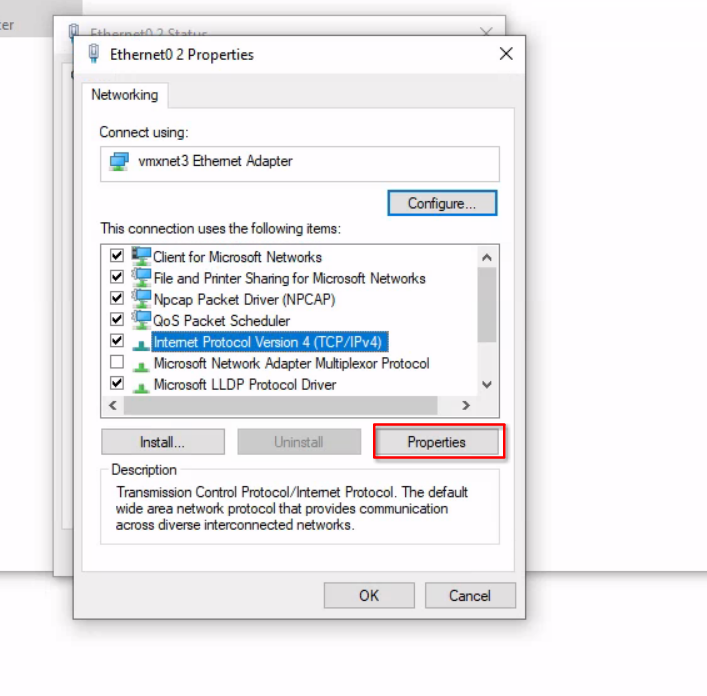 ter
Ethernet0 2 Status
Ethernet0 2 Properties
Networking
Connect using:
vmxnet3 Ethernet Adapter
Configure...
This connection uses the following items:
Client for Microsoft Networks
File and Printer Sharing for Microsoft Networks
Npcap Packet Driver (NPCAP)
QoS Packet Scheduler
Internet Protocol Version 4 (TCP/IPv4)
Microsoft Network Adapter Multiplexor Protocol
Microsoft LLDP Protocol Driver
Install...
Uninstall
Properties
Description
Transmission Control Protocol/Internet Protocol. The default
wide area network protocol that provides communication
across diverse interconnected networks.
OK
Cancel